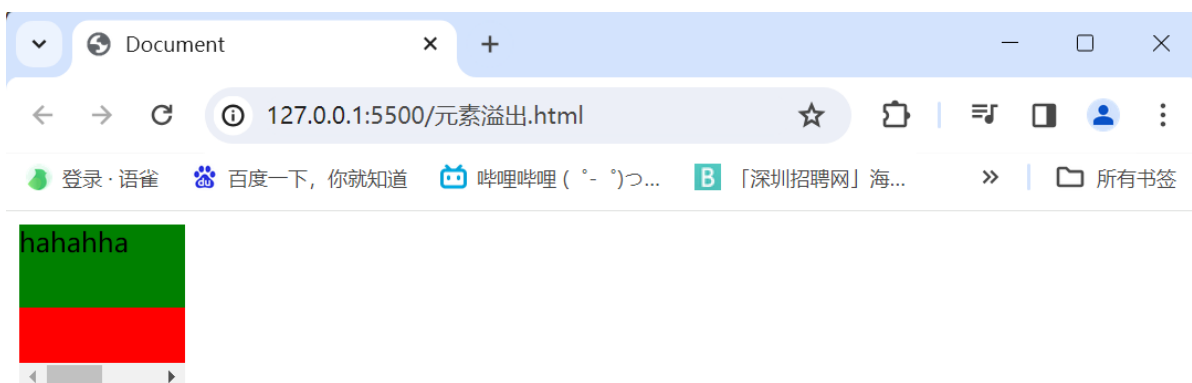 Document
127.0.0.1:5500/元素溢出.html
登录 · 语雀 百度一下，你就知道 哔哩哔哩 ( ゜- ゜)つ... B 「深圳招聘网」海... 所有书签
hahahha